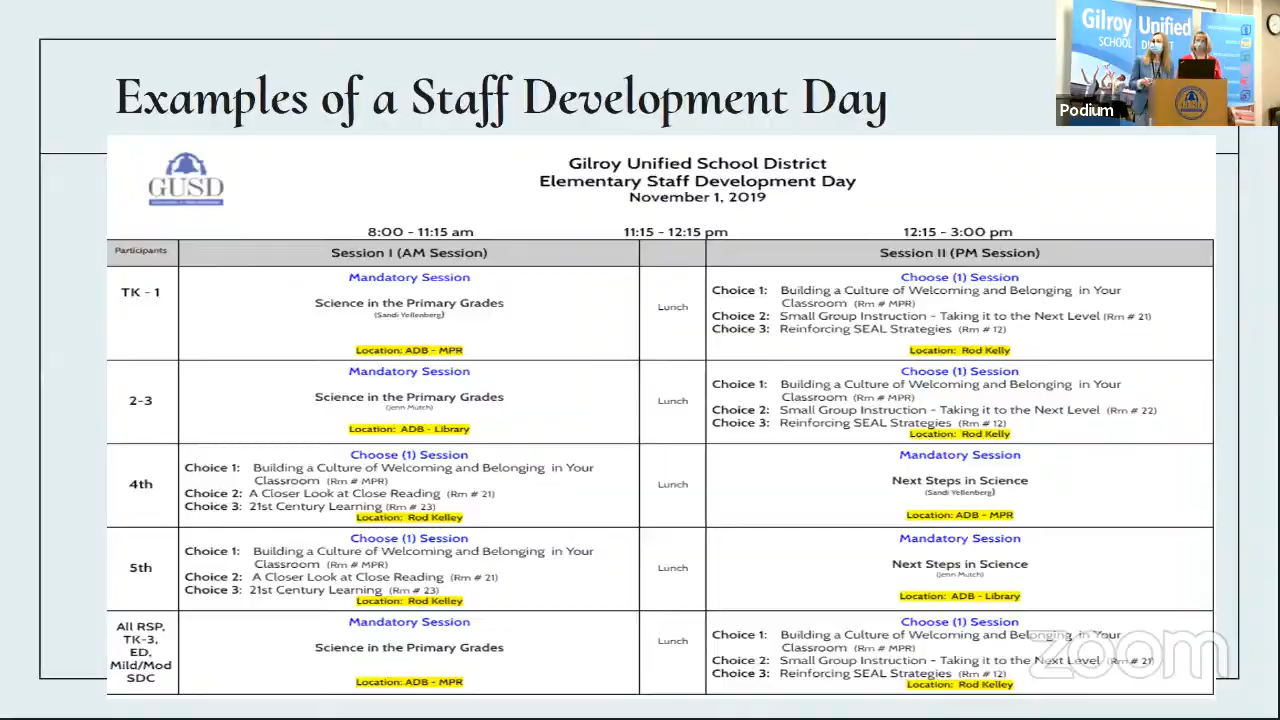 Examples of a Staff Development Day
Gilroy Unified
SCHOOL DISTRICT
Podium
GUSD
Gilroy Unified School District
Elementary Staff Development Day
November 1, 2019
8:00 - 11:15 am 11:15 - 12:15 pm 12:15 - 3:00 pm
Participants Session I (AM Session) Session II (PM Session)
TK - 1
Mandatory Session
Science in the Primary Grades
(Sandi Yellenberg)
Location: ADB - MPR
Lunch
Choose (1) Session
Choice 1: Building a Culture of Welcoming and Belonging in Your
Classroom (Rm # MPR)
Choice 2: Small Group Instruction - Taking it to the Next Level (Rm # 21)
Choice 3: Reinforcing SEAL Strategies (Rm # 12)
Location: Rod Kelly
2-3
Mandatory Session
Science in the Primary Grades
(Jenn Mutch)
Location: ADB - Library
Lunch
Choose (1) Session
Choice 1: Building a Culture of Welcoming and Belonging in Your
Classroom (Rm # MPR)
Choice 2: Small Group Instruction - Taking it to the Next Level (Rm # 22)
Choice 3: Reinforcing SEAL Strategies (Rm # 12)
Location: Rod Kelly
4th
Choose (1) Session
Choice 1: Building a Culture of Welcoming and Belonging in Your
Classroom (Rm # MPR)
Choice 2: A Closer Look at Close Reading (Rm # 21)
Choice 3: 21st Century Learning (Rm # 23)
Location: Rod Kelley
Lunch
Mandatory Session
Next Steps in Science
(Sandi Yellenberg)
Location: ADB - MPR
5th
Choose (1) Session
Choice 1: Building a Culture of Welcoming and Belonging in Your
Classroom (Rm # MPR)
Choice 2: A Closer Look at Close Reading (Rm # 21)
Choice 3: 21st Century Learning (Rm # 23)
Location: Rod Kelley
Lunch
Mandatory Session
Next Steps in Science
(Jenn Mutch)
Location: ADB - Library
All RSP,
TK-3,
ED,
Mild/Mod
SDC
Mandatory Session
Science in the Primary Grades
Location: ADB - MPR
Lunch
Choose (1) Session
Choice 1: Building a Culture of Welcoming and Belonging in Your
Classroom (Rm # MPR)
Choice 2: Small Group Instruction - Taking it to the Next Level (Rm # 21)
Choice 3: Reinforcing SEAL Strategies (Rm # 12)
Location: Rod Kelley
zoom